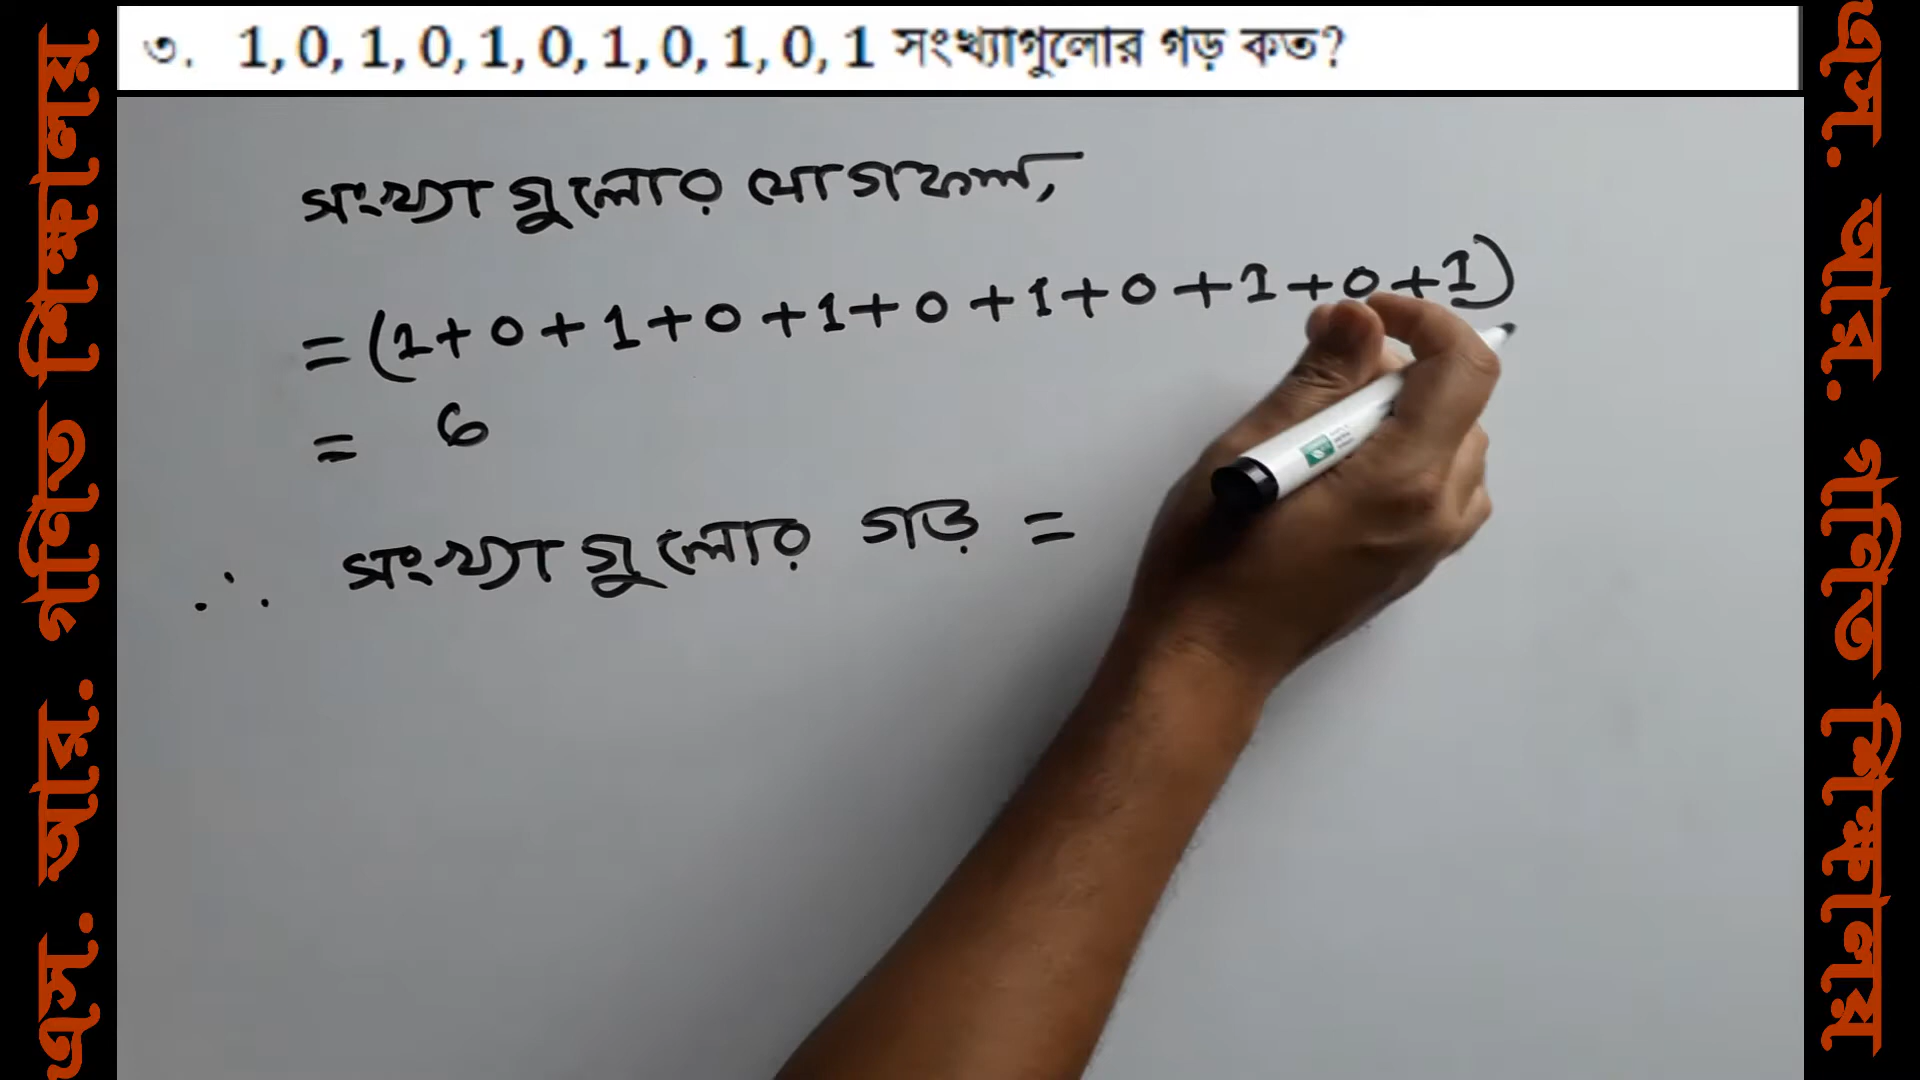 ৩. 1, 0, 1, 0, 1, 0, 1, 0, 1, 0, 1 সংখ্যাগুলোর গড় কত?
সংখ্যা গুলোর যোগফল,
= (1+0+1+0+1+0+1+0+1+0+1)
= 6
∴ সংখ্যা গুলোর গড় =
এস. আর. গণিত শিক্ষালয়
এস. আর. গণিত শিক্ষালয়